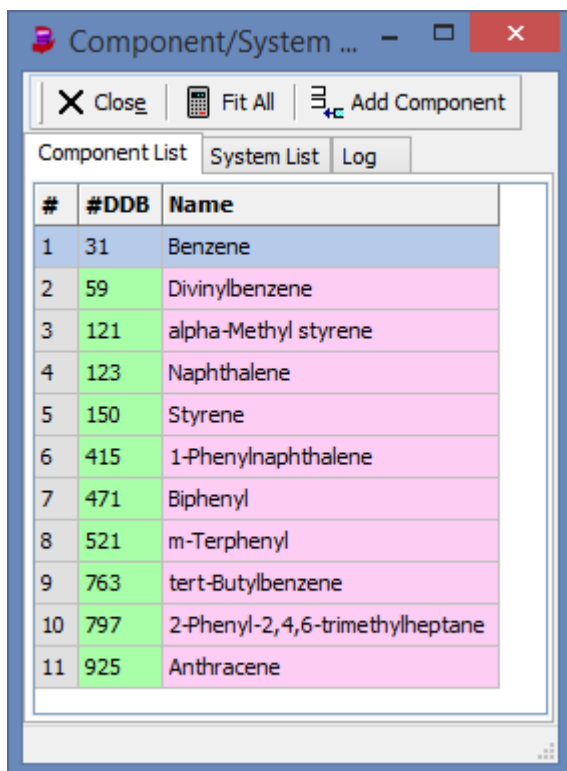 Component/System ...
Close Fit All Add Component
Component List System List Log
# #DDB Name
1 31 Benzene
2 59 Divinylbenzene
3 121 alpha-Methyl styrene
4 123 Naphthalene
5 150 Styrene
6 415 1-Phenylnaphthalene
7 471 Biphenyl
8 521 m-Terphenyl
9 763 tert-Butylbenzene
10 797 2-Phenyl-2,4,6-trimethylheptane
11 925 Anthracene